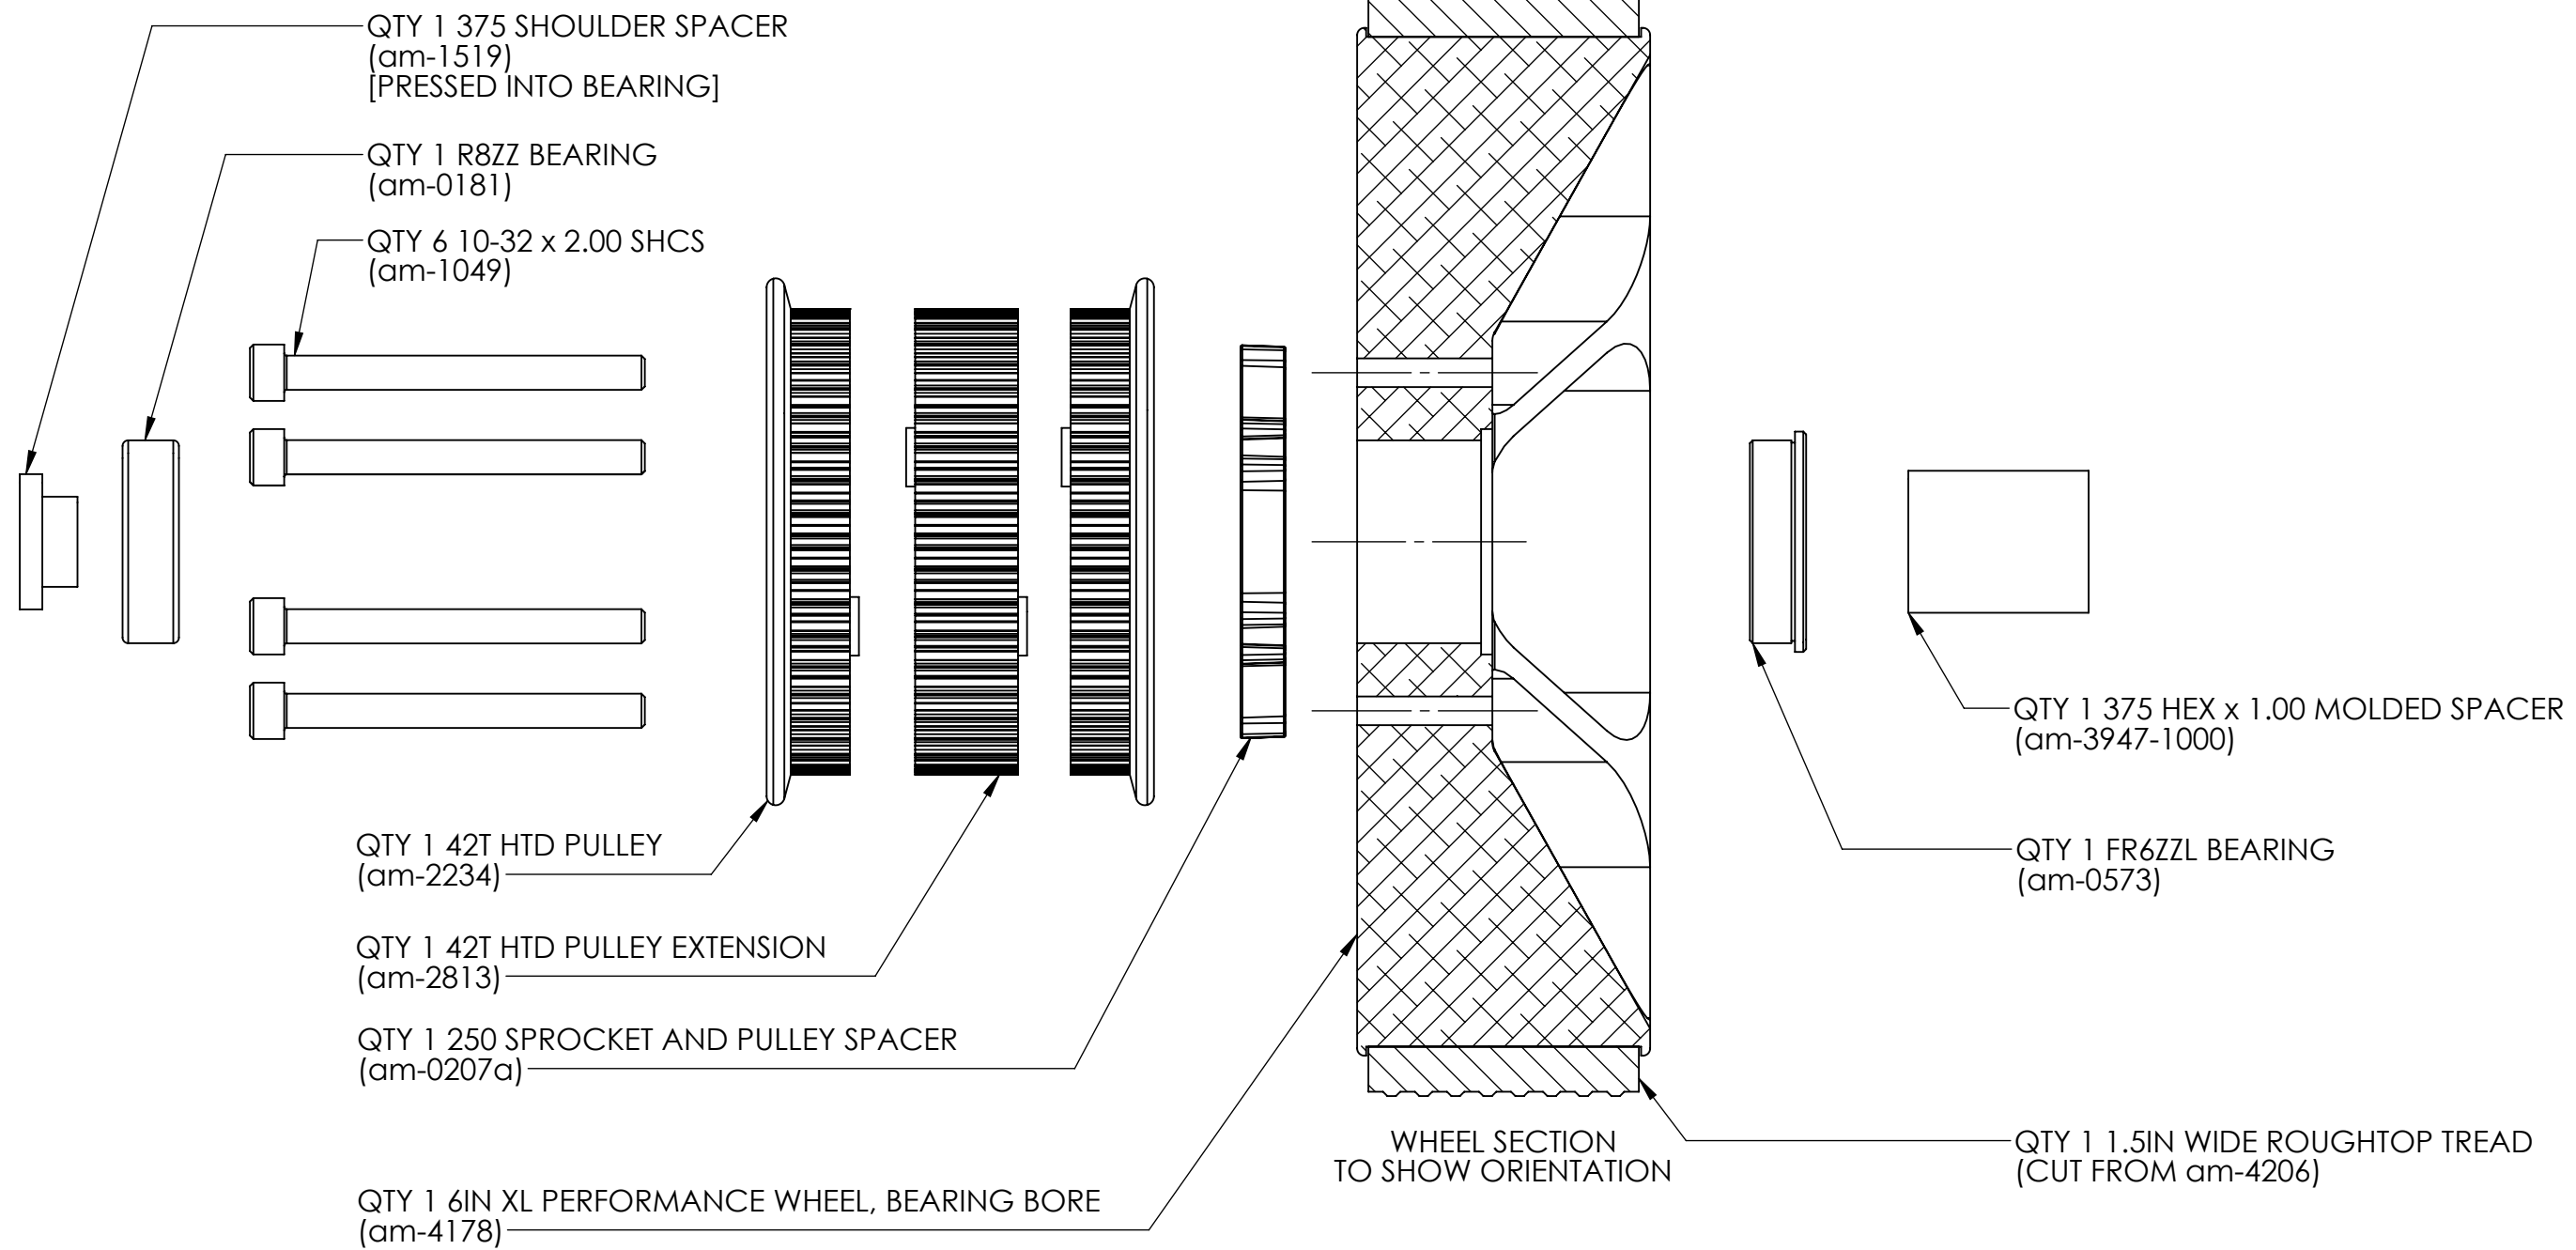 QTY 1 375 SHOULDER SPACER
(am-1519)
[PRESSED INTO BEARING]
QTY 1 R8ZZ BEARING
(am-0181)
QTY 6 10-32 x 2.00 SHCS
(am-1049)
QTY 1 42T HTD PULLEY
(am-2234)
QTY 1 42T HTD PULLEY EXTENSION
(am-2813)
QTY 1 250 SPROCKET AND PULLEY SPACER
(am-0207a)
QTY 1 6IN XL PERFORMANCE WHEEL, BEARING BORE
(am-4178)
WHEEL SECTION
TO SHOW ORIENTATION
QTY 1 375 HEX x 1.00 MOLDED SPACER
(am-3947-1000)
QTY 1 FR6ZZL BEARING
(am-0573)
QTY 1 1.5IN WIDE ROUGHTOP TREAD
(CUT FROM am-4206)